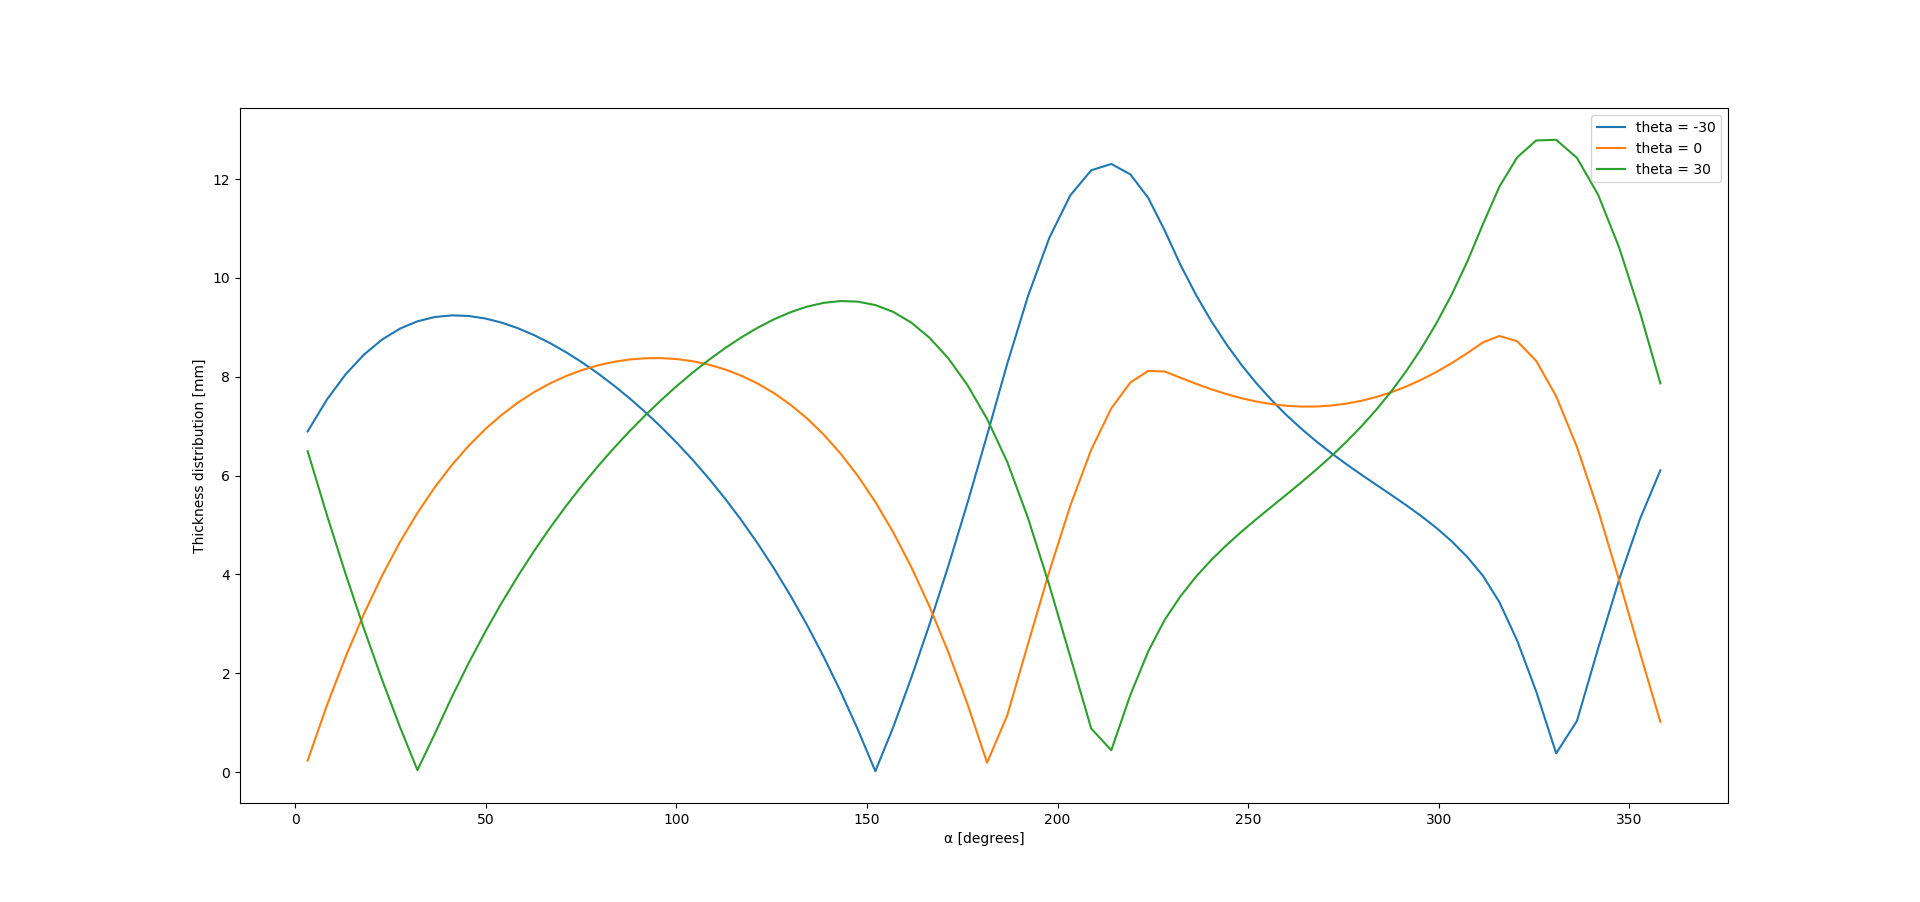 theta = -30
theta = 0
theta = 30
Thickness distribution [mm]
12
10
8
6
4
2
0
0 50 100 150 200 250 300 350
α [degrees]